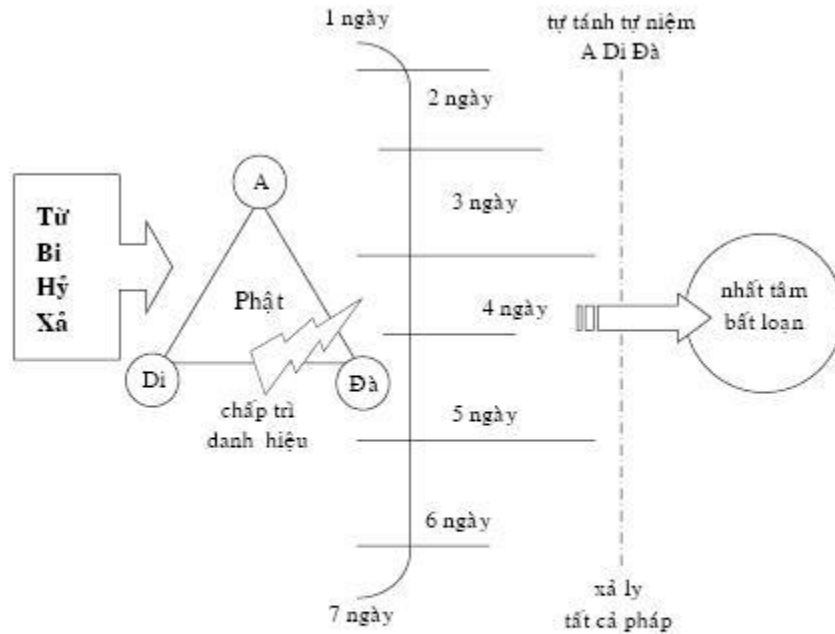 1 ngày
tự tánh tự niệm
A Di Đà
2 ngày
A
3 ngày
Từ
Bi
Hỷ
Xả
Phật
4 ngày
nhất tâm
bất loạn
Di
Đà
chấp trì
danh hiệu
5 ngày
6 ngày
7 ngày
xả ly
tất cả pháp